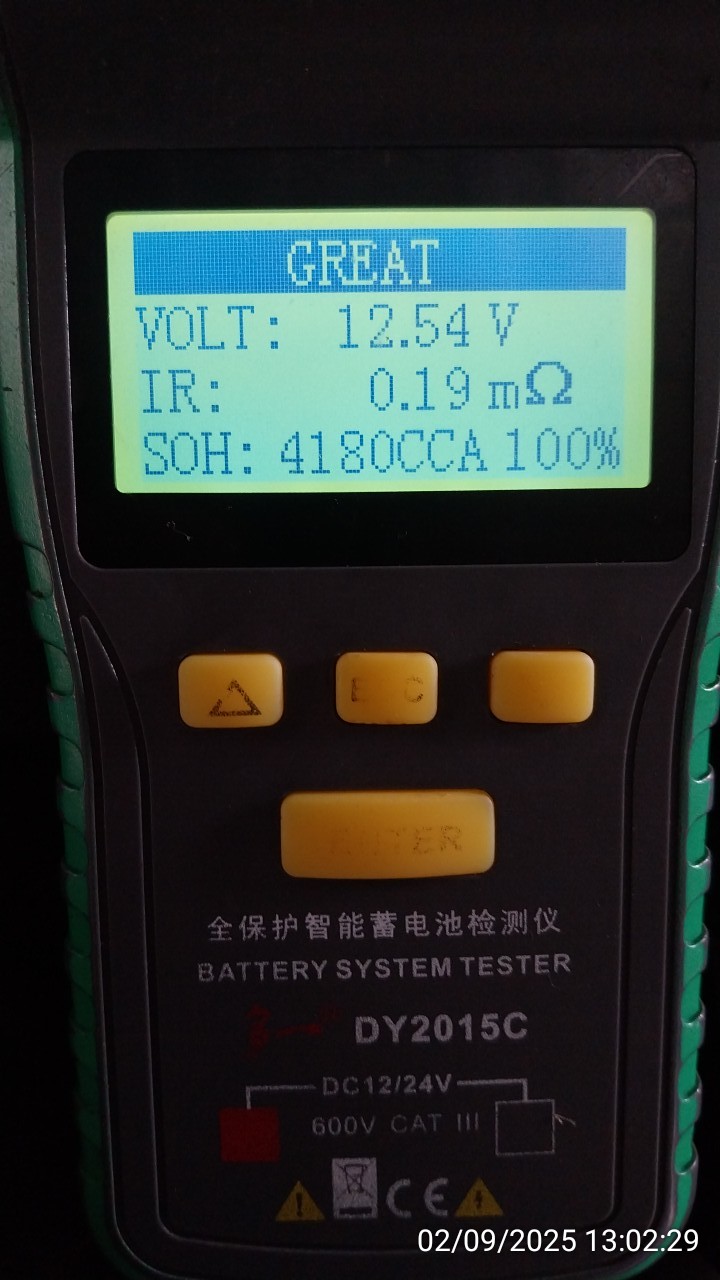 GREAT
VOLT: 12.54 V
IR: 0.19 mΩ
SOH: 4180CCA 100%
全保护智能蓄电池检测仪
BATTERY SYSTEM TESTER
DY2015C
DC12/24V
600V CAT III
CE
02/09/2025 13:02:29